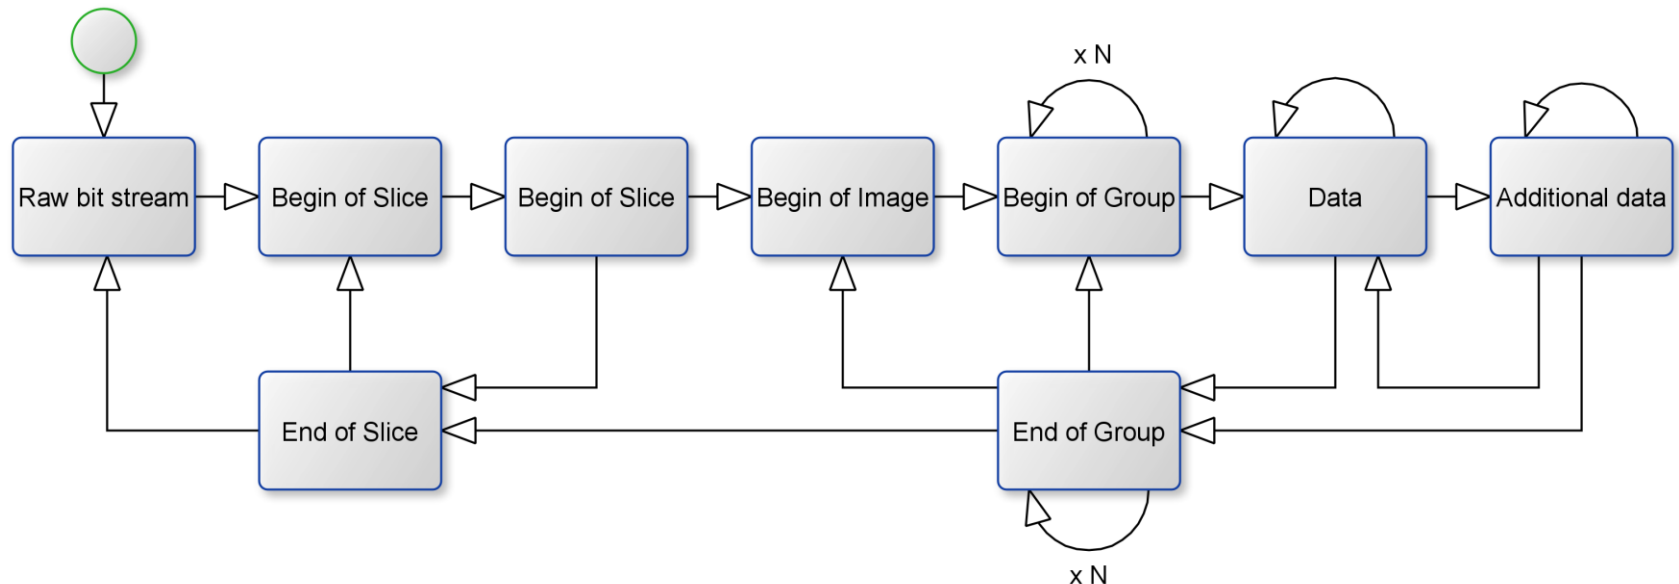 x N
Raw bit stream
Begin of Slice
Begin of Slice
Begin of Image
Begin of Group
Data
Additional data
End of Slice
End of Group
x N